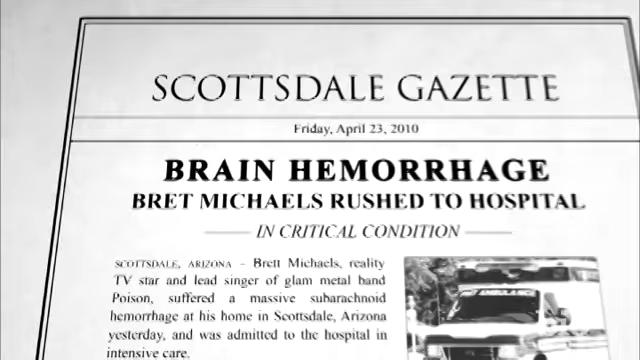 SCOTTSDALE GAZETTE
Friday, April 23, 2010
BRAIN HEMORRHAGE
BRET MICHAELS RUSHED TO HOSPITAL
IN CRITICAL CONDITION
SCOTTSDALE, ARIZONA – Brett Michaels, reality
TV star and lead singer of glam metal band
Poison, suffered a massive subarachnoid
hemorrhage at his home in Scottsdale, Arizona
yesterday, and was admitted to the hospital in
intensive care.
AMBULANCE